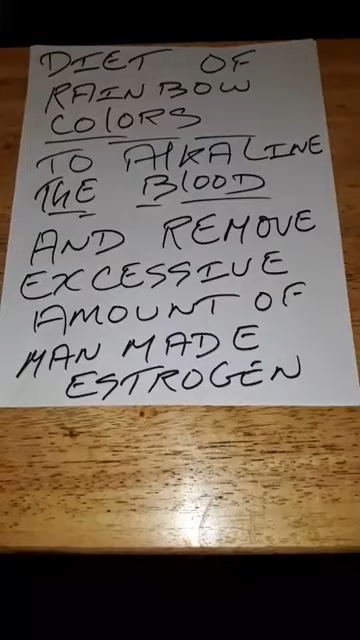 DIET OF
RAINBOW
COlORS
TO AlKALINE
THE BlOOD
AND REMOVE
EXCESSIVE
AMOUNT OF
MAN MADE
ESTROGEN